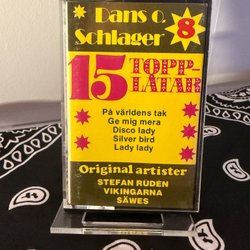 Dans o.
Schlager 8
15 TOPP-
LÅTAR
På världens tak
Ge mig mera
Disco lady
Silver bird
Lady lady
Original artister
STEFAN RUDEN
VIKINGARNA
SÄWES